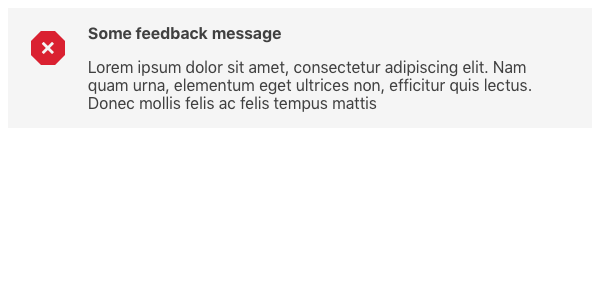 Some feedback message
Lorem ipsum dolor sit amet, consectetur adipiscing elit. Nam
quam urna, elementum eget ultrices non, efficitur quis lectus.
Donec mollis felis ac felis tempus mattis